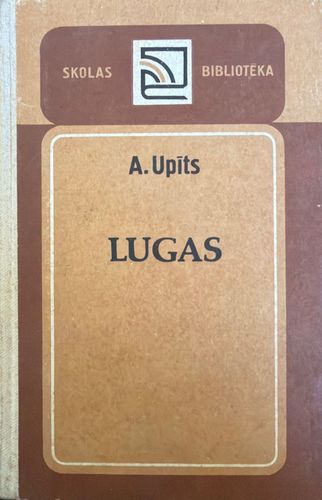 SKOLAS BIBLIOTĒKA
A. Upīts
LUGAS